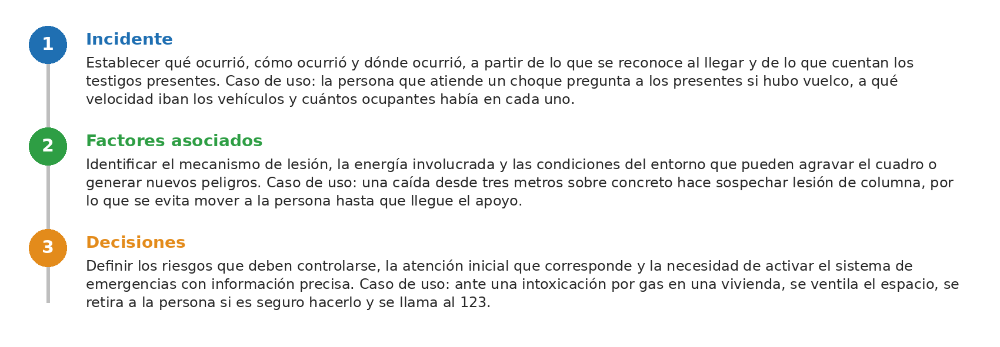 1
Incidente
Establecer qué ocurrió, cómo ocurrió y dónde ocurrió, a partir de lo que se reconoce al llegar y de lo que cuentan los
testigos presentes. Caso de uso: la persona que atiende un choque pregunta a los presentes si hubo vuelco, a qué
velocidad iban los vehículos y cuántos ocupantes había en cada uno.
2
Factores asociados
Identificar el mecanismo de lesión, la energía involucrada y las condiciones del entorno que pueden agravar el cuadro o
generar nuevos peligros. Caso de uso: una caída desde tres metros sobre concreto hace sospechar lesión de columna, por
lo que se evita mover a la persona hasta que llegue el apoyo.
3
Decisiones
Definir los riesgos que deben controlarse, la atención inicial que corresponde y la necesidad de activar el sistema de
emergencias con información precisa. Caso de uso: ante una intoxicación por gas en una vivienda, se ventila el espacio, se
retira a la persona si es seguro hacerlo y se llama al 123.